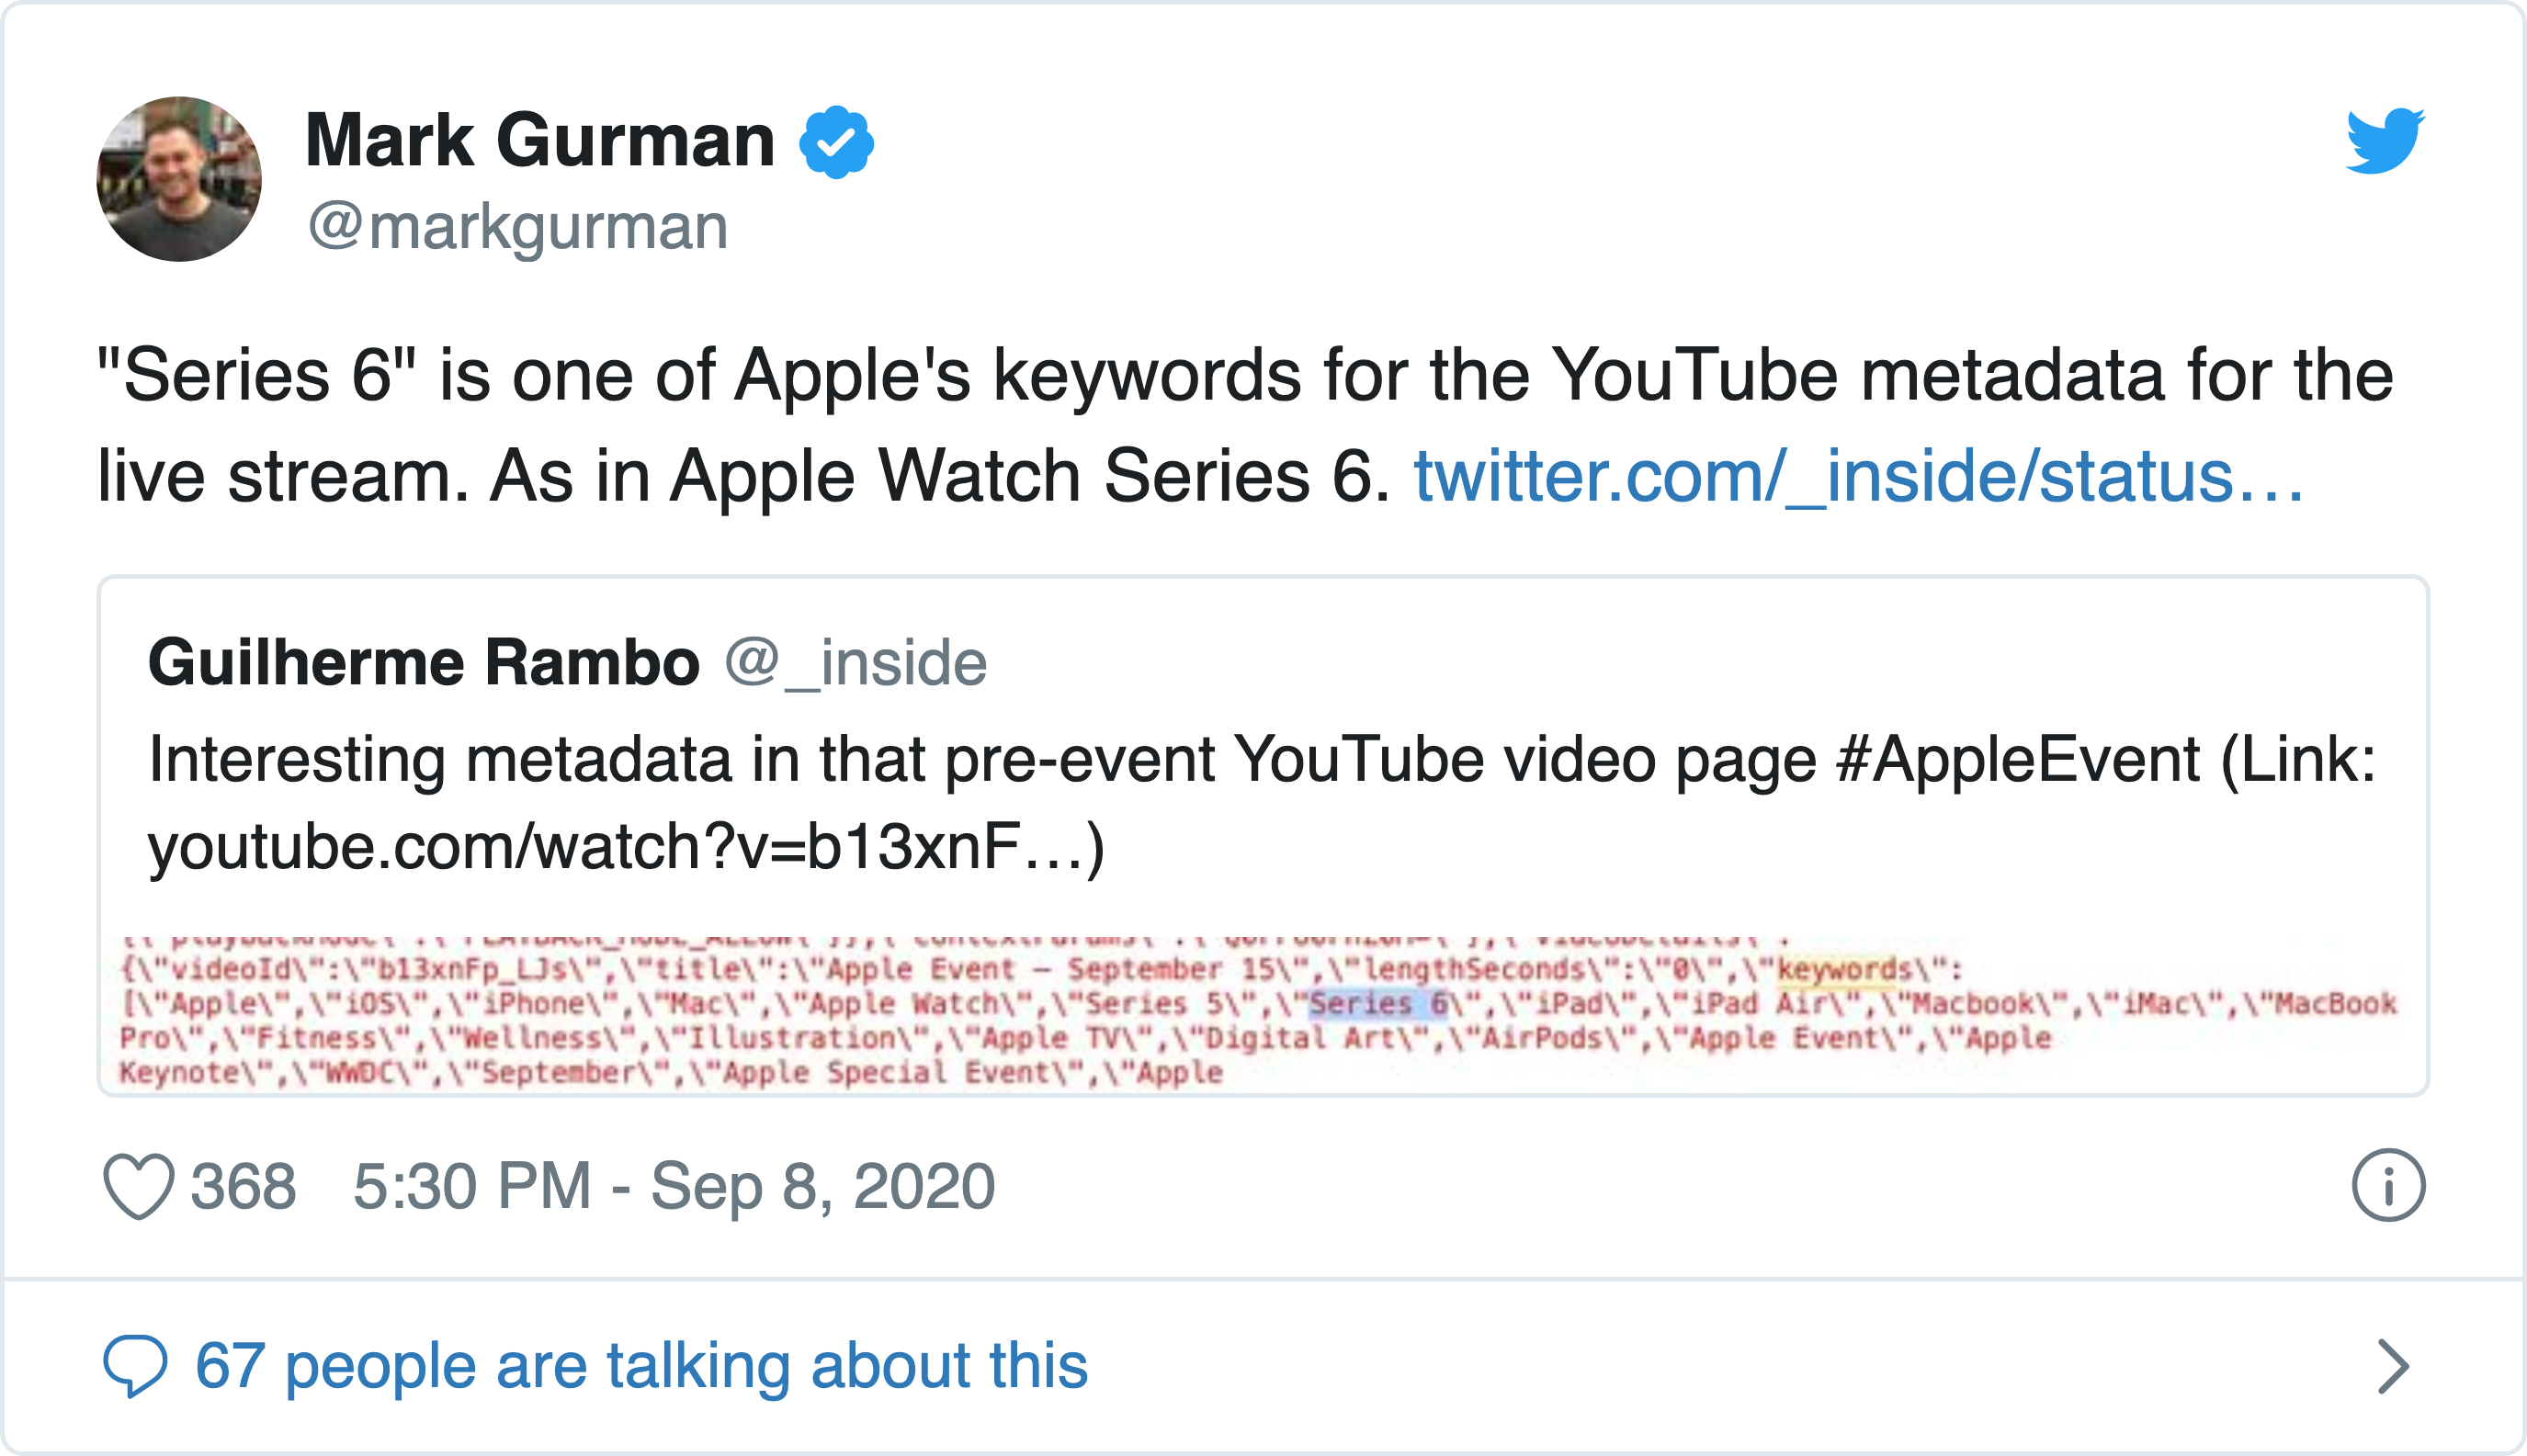 Mark Gurman
@markgurman
"Series 6" is one of Apple's keywords for the YouTube metadata for the
live stream. As in Apple Watch Series 6. twitter.com/_inside/status…
Guilherme Rambo @_inside
Interesting metadata in that pre-event YouTube video page #AppleEvent (Link:
youtube.com/watch?v=b13xnF…)
{\"videoId\":\"b13xnFp_LJs\",\"title\":\"Apple Event — September 15\",\"lengthSeconds\":\"0\",\"keywords\":
[\"Apple\",\"iOS\",\"iPhone\",\"Mac\",\"Apple Watch\",\"Series 5\",\"Series 6\",\"iPad\",\"iPad Air\",\"Macbook\",\"iMac\",\"MacBook
Pro\",\"Fitness\",\"Wellness\",\"Illustration\",\"Apple TV\",\"Digital Art\",\"AirPods\",\"Apple Event\",\"Apple
Keynote\",\"WWDC\",\"September\",\"Apple Special Event\",\"Apple
368 5:30 PM - Sep 8, 2020
67 people are talking about this